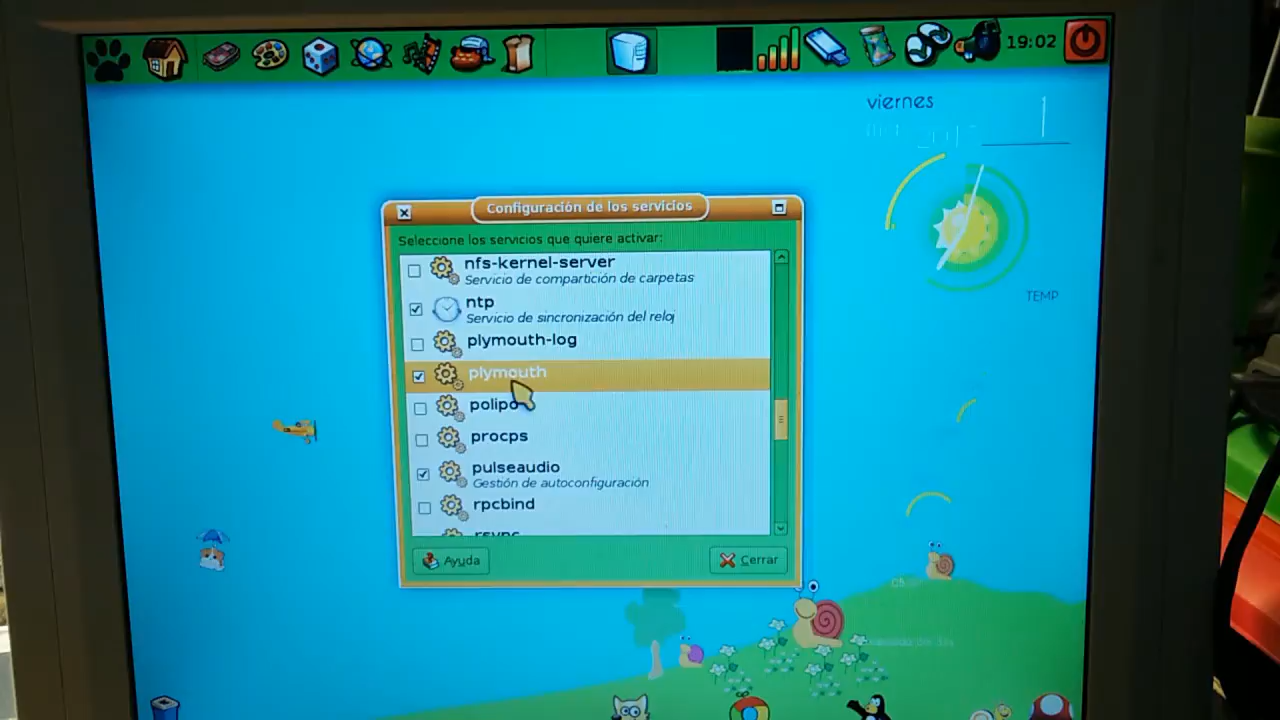 19:02
viernes
1
TEMP
Configuración de los servicios
Seleccione los servicios que quiere activar:
nfs-kernel-server
Servicio de compartición de carpetas
ntp
Servicio de sincronización del reloj
plymouth-log
plymouth
polipo
procps
pulseaudio
Gestión de autoconfiguración
rpcbind
rsync
Ayuda
Cerrar